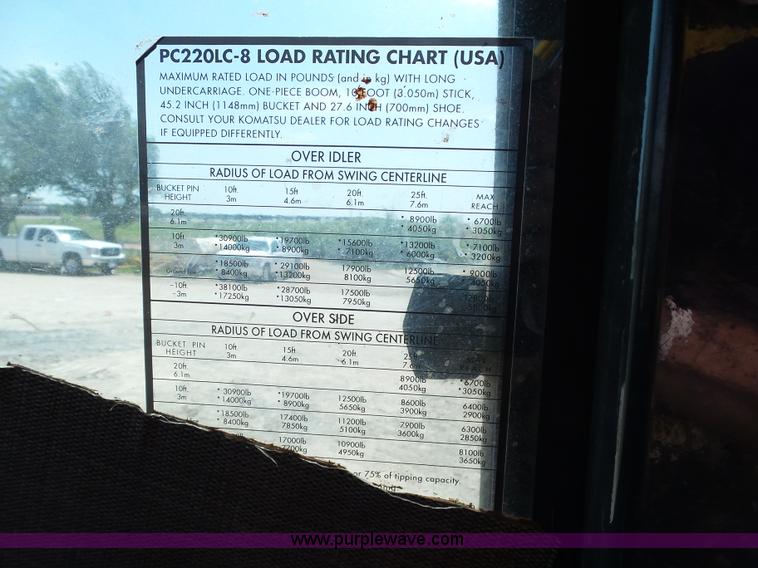 PC220LC-8 LOAD RATING CHART (USA)
MAXIMUM RATED LOAD IN POUNDS (and in kg) WITH LONG
UNDERCARRIAGE. ONE-PIECE BOOM, 10 FOOT (3.050m) STICK,
45.2 INCH (1148mm) BUCKET AND 27.6 INCH (700mm) SHOE.
CONSULT YOUR KOMATSU DEALER FOR LOAD RATING CHANGES
IF EQUIPPED DIFFERENTLY.
OVER IDLER
RADIUS OF LOAD FROM SWING CENTERLINE
BUCKET PIN 10ft. 15ft 20ft. 25ft. MAX
HEIGHT 3m 4.6m 6.1m 7.6m REACH
20ft. * 8900lb * 6700lb
6.1m * 4050kg * 3050kg
10ft. *30900lb *19700lb *15600lb *13200lb * 7100lb
3m *14000kg * 8900kg * 7100kg * 6000kg * 3200kg
*18500lb * 29100lb 17900lb 12500lb * 9000lb
* 8400kg *13200kg 8100kg 5650kg 4050kg
-10ft. *38100lb *28700lb 17500lb
-3m *17250kg *13050kg 7950kg
OVER SIDE
RADIUS OF LOAD FROM SWING CENTERLINE
BUCKET PIN 10ft. 15ft. 20ft.
HEIGHT 3m 4.6m 6.1m
20ft. 8900lb *6700lb
6.1m 4050kg *3050kg
10ft. * 30900lb *19700lb 12500lb 8600lb 6400lb
3m * 14000kg * 8900kg 5650kg 3900kg 2900kg
* 18500lb 17400lb 11200lb 7900lb 6300lb
* 8400kg 7850kg 5100kg 3600kg 2850kg
17000lb 10900lb 8100lb
7700kg 4950kg 3650kg
or 75% of tipping capacity.
www.purplewave.com